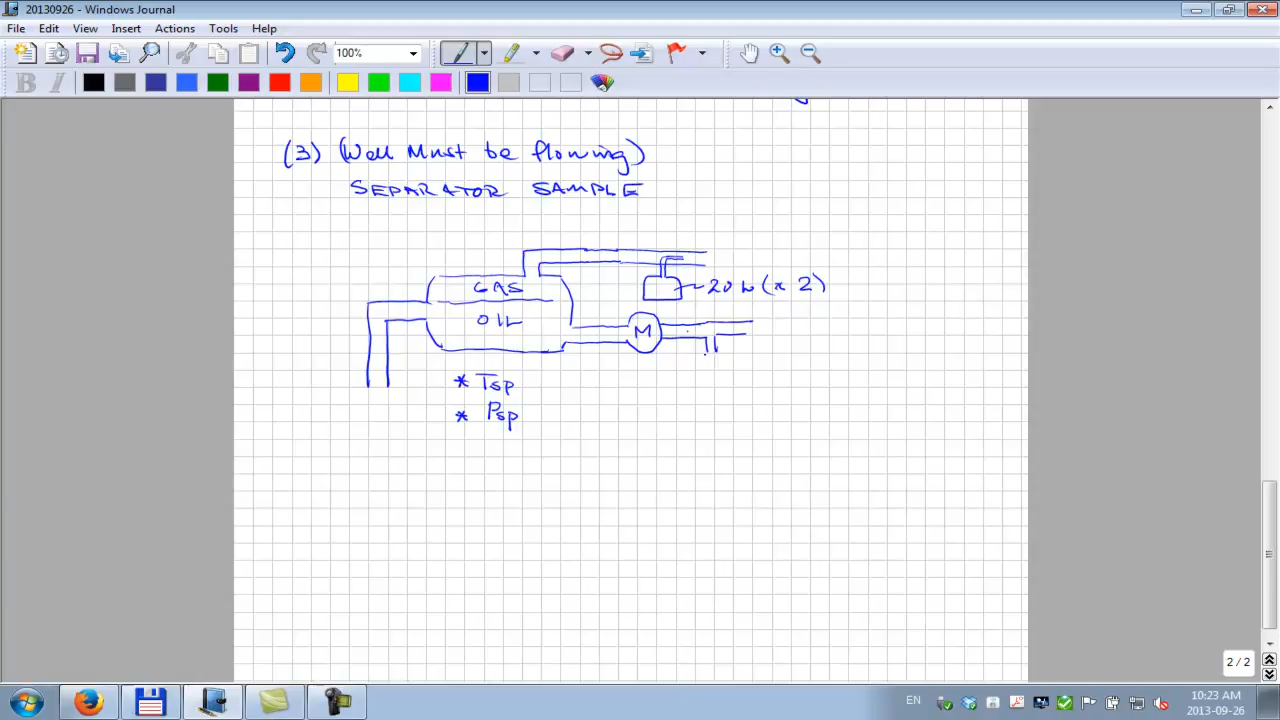 20130926 - Windows Journal
File Edit View Insert Actions Tools Help
100%
B I
(3) (Well Must be flowing)
SEPARATOR SAMPLE
GAS
20 L (x 2)
OIL
M
* Tsp
* Psp
2 / 2
EN
10:23 AM
2013-09-26